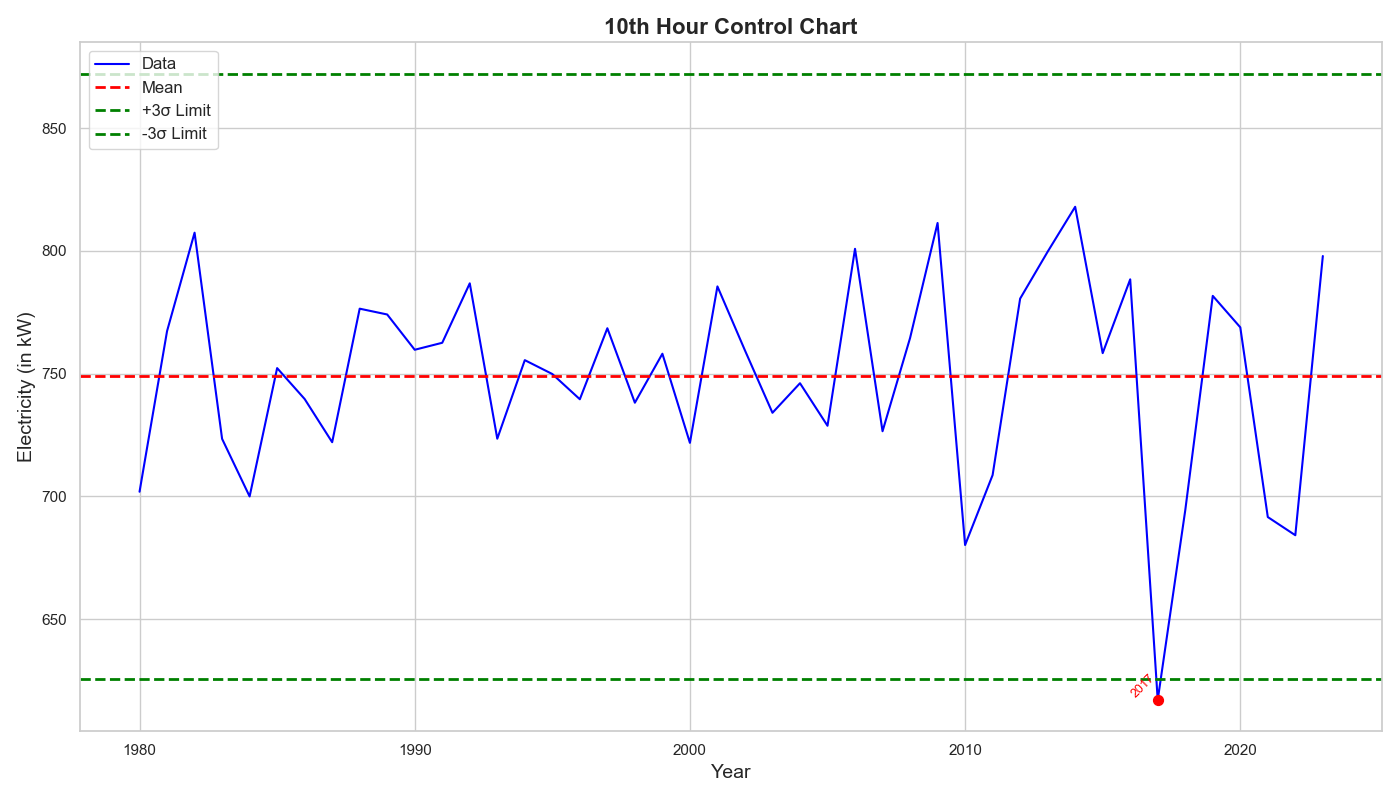 10th Hour Control Chart
Data
Mean
+3σ Limit
-3σ Limit
Electricity (in kW)
850
800
750
700
650
2017
1980
1990
2000
2010
2020
Year